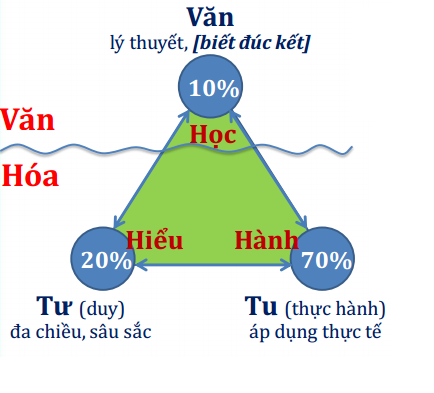 Văn
lý thuyết, [biết đúc kết]
10%
Văn
Học
Hóa
Hiểu
Hành
20%
70%
Tư (duy)
đa chiều, sâu sắc
Tu (thực hành)
áp dụng thực tế